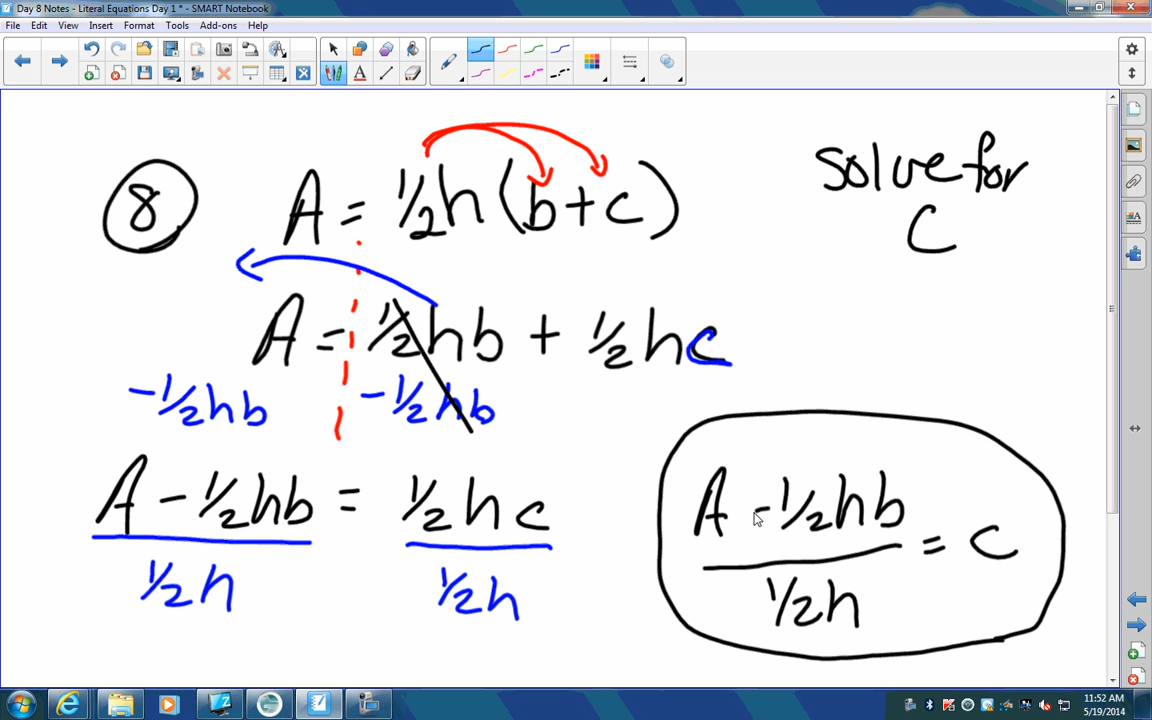 Day 8 Notes - Literal Equations Day 1 * - SMART Notebook
File Edit View Insert Format Tools Add-ons Help
8 A = 1/2h(b+c) solve for
C
A = 1/2hb + 1/2hc
-1/2hb -1/2hb
A - 1/2hb = 1/2hc
1/2h 1/2h
A - 1/2hb = c
1/2h
11:52 AM
5/19/2014